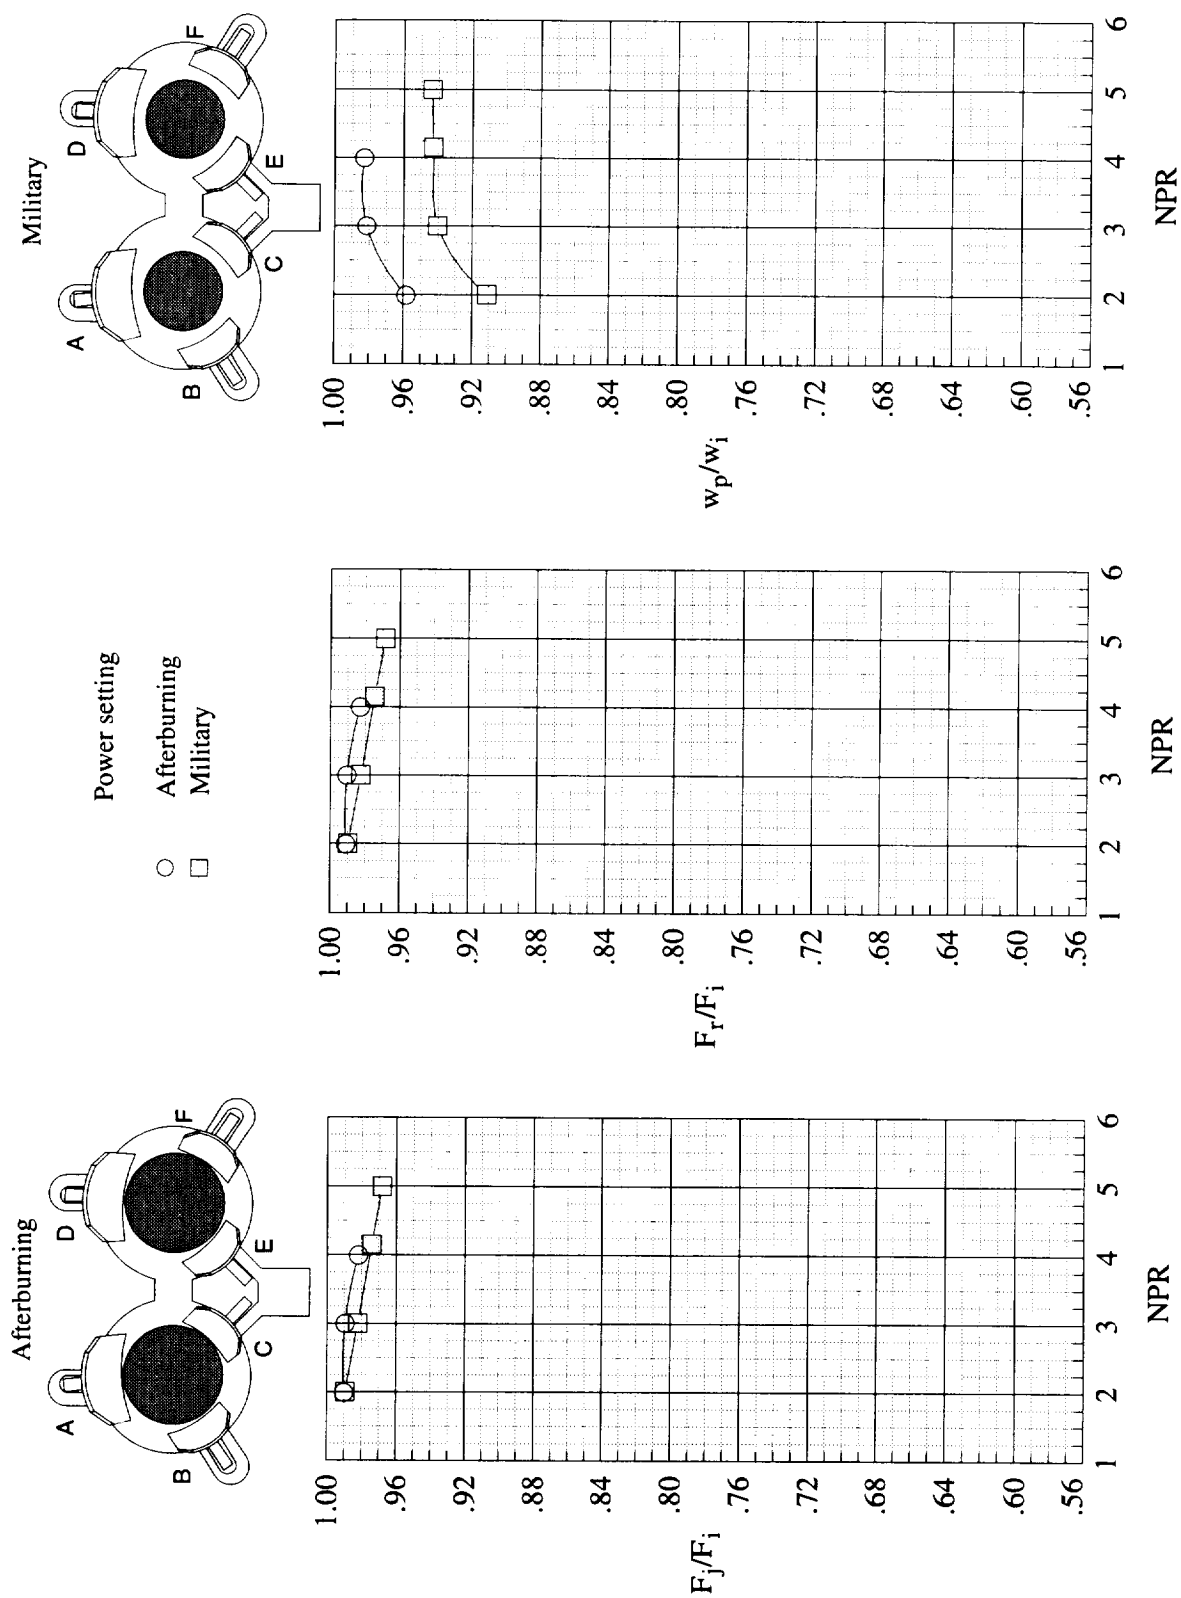 Afterburning
A
B
C
D
E
F
Power setting
○ Afterburning
□ Military
Military
A
B
C
D
E
F
F_j/F_i
1.00
.96
.92
.88
.84
.80
.76
.72
.68
.64
.60
.56
1 2 3 4 5 6
NPR
F_r/F_i
1.00
.96
.92
.88
.84
.80
.76
.72
.68
.64
.60
.56
1 2 3 4 5 6
NPR
w_p/w_i
1.00
.96
.92
.88
.84
.80
.76
.72
.68
.64
.60
.56
1 2 3 4 5 6
NPR